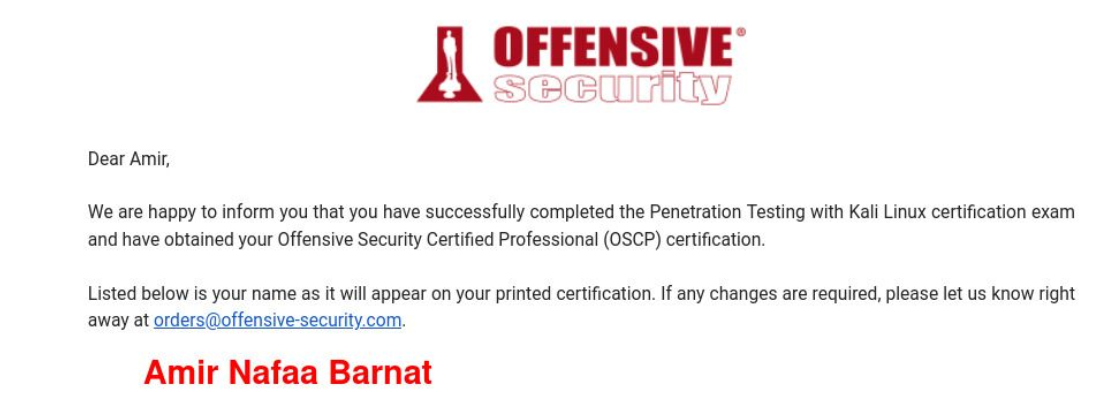 OFFENSIVE®
security
Dear Amir,
We are happy to inform you that you have successfully completed the Penetration Testing with Kali Linux certification exam
and have obtained your Offensive Security Certified Professional (OSCP) certification.
Listed below is your name as it will appear on your printed certification. If any changes are required, please let us know right
away at orders@offensive-security.com.
Amir Nafaa Barnat